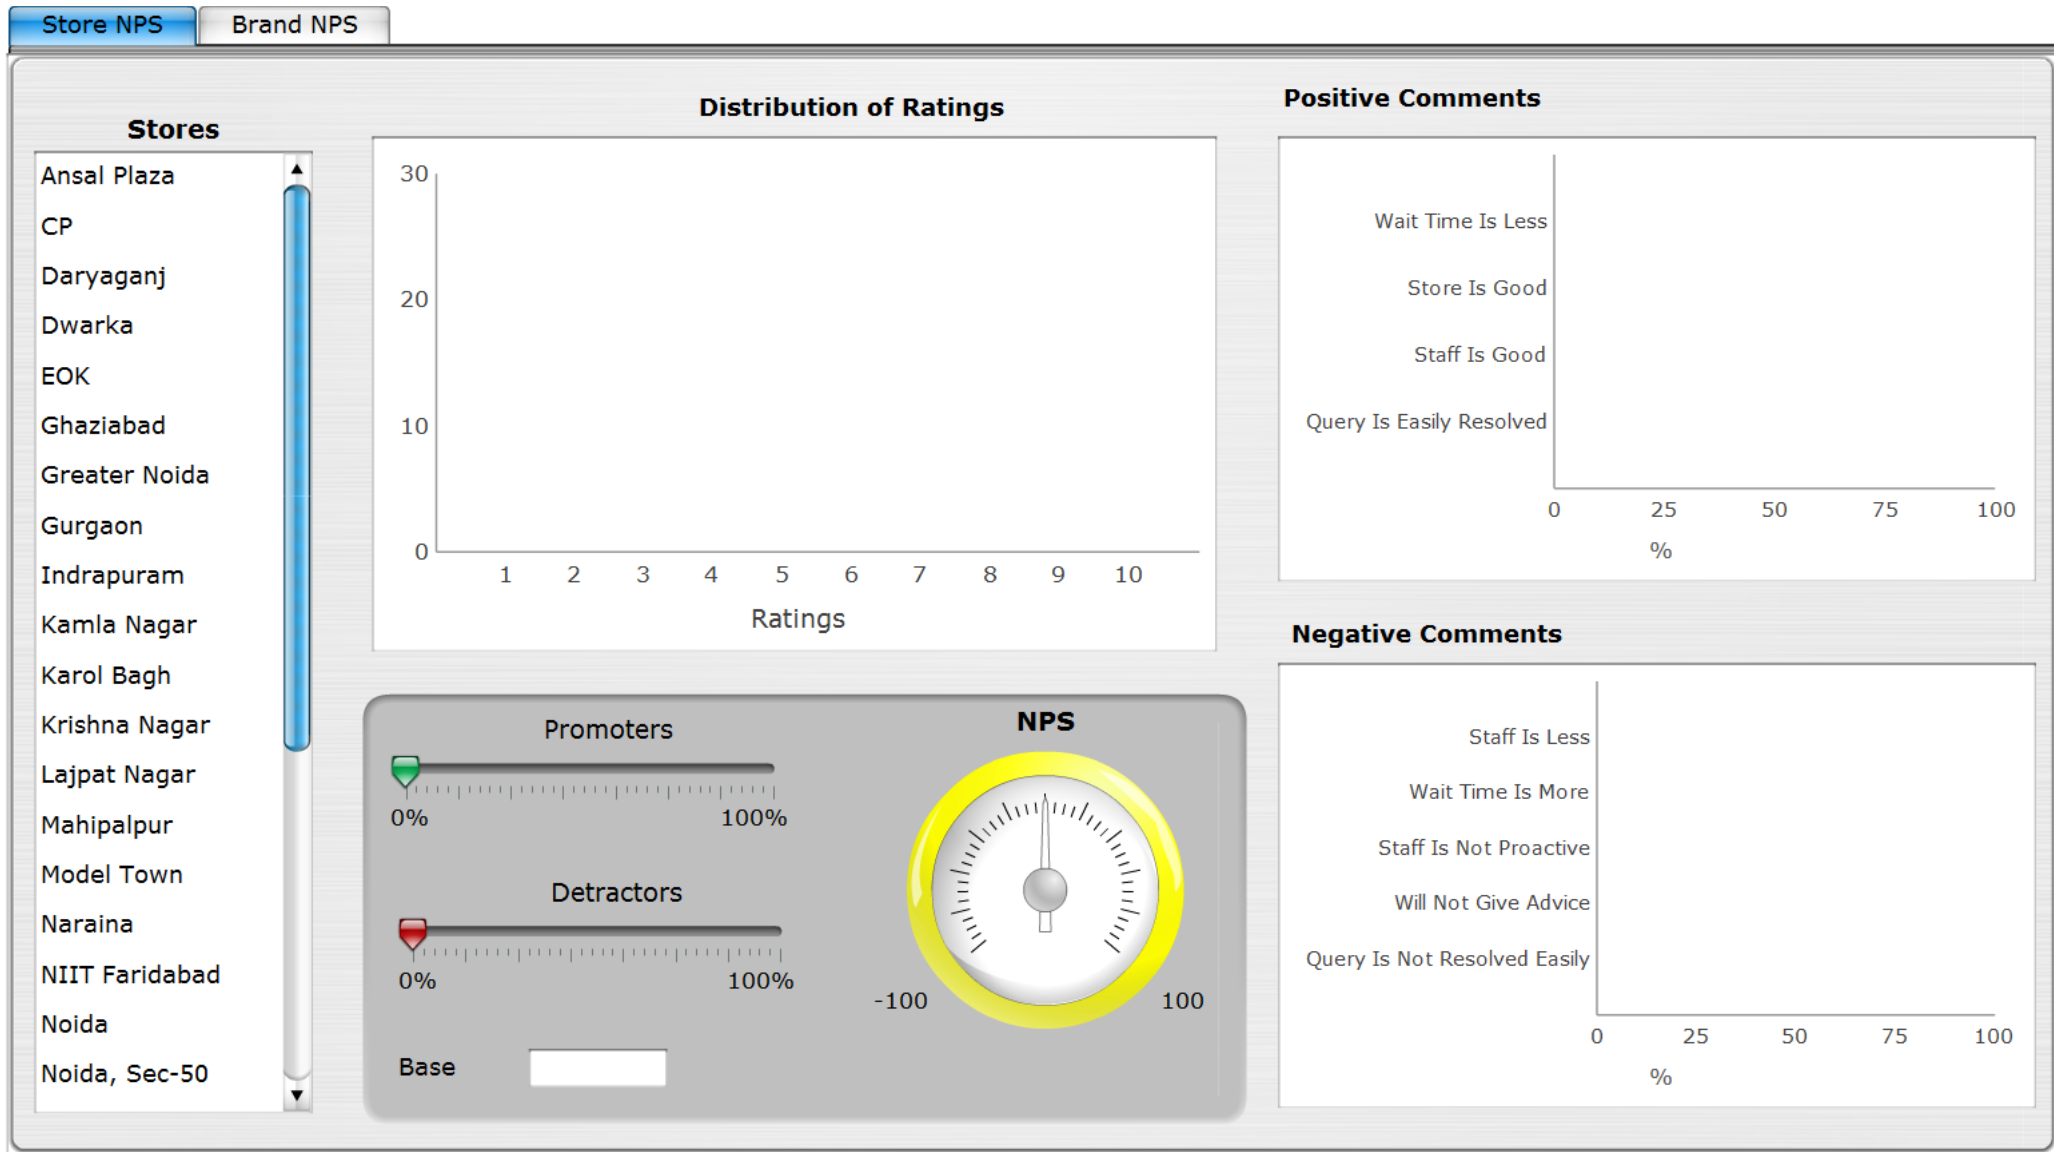 Store NPS
Brand NPS
Stores
Ansal Plaza
CP
Daryaganj
Dwarka
EOK
Ghaziabad
Greater Noida
Gurgaon
Indrapuram
Kamla Nagar
Karol Bagh
Krishna Nagar
Lajpat Nagar
Mahipalpur
Model Town
Naraina
NIIT Faridabad
Noida
Noida, Sec-50
Distribution of Ratings
30
20
10
0
1 2 3 4 5 6 7 8 9 10
Ratings
Promoters
0% 100%
Detractors
0% 100%
Base
NPS
-100 100
Positive Comments
Wait Time Is Less
Store Is Good
Staff Is Good
Query Is Easily Resolved
0 25 50 75 100
%
Negative Comments
Staff Is Less
Wait Time Is More
Staff Is Not Proactive
Will Not Give Advice
Query Is Not Resolved Easily
0 25 50 75 100
%